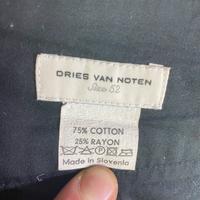 DRIES VAN NOTEN
Size 52
75% COTTON
25% RAYON
Made in Slovenia